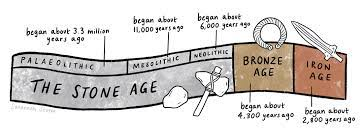 began about 3.3 million
years ago
began about
11,000 years ago
began about
6,000 years ago
PALAEOLITHIC
MESOLITHIC
NEOLITHIC
THE STONE AGE
BRONZE
AGE
IRON
AGE
began about
4,300 years ago
began about
2,800 years ago